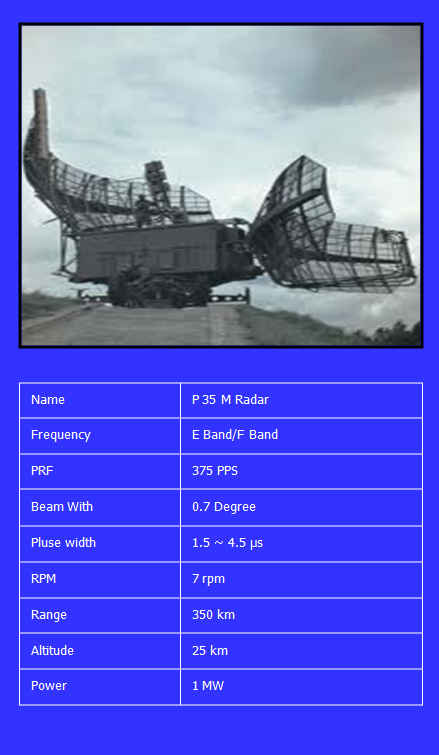 Name P 35 M Radar
Frequency E Band/F Band
PRF 375 PPS
Beam With 0.7 Degree
Pluse width 1.5 ~ 4.5 µs
RPM 7 rpm
Range 350 km
Altitude 25 km
Power 1 MW